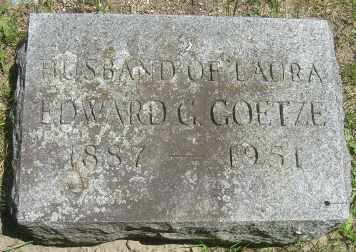 HUSBAND OF LAURA
EDWARD G. GOETZE
1887 — 1951